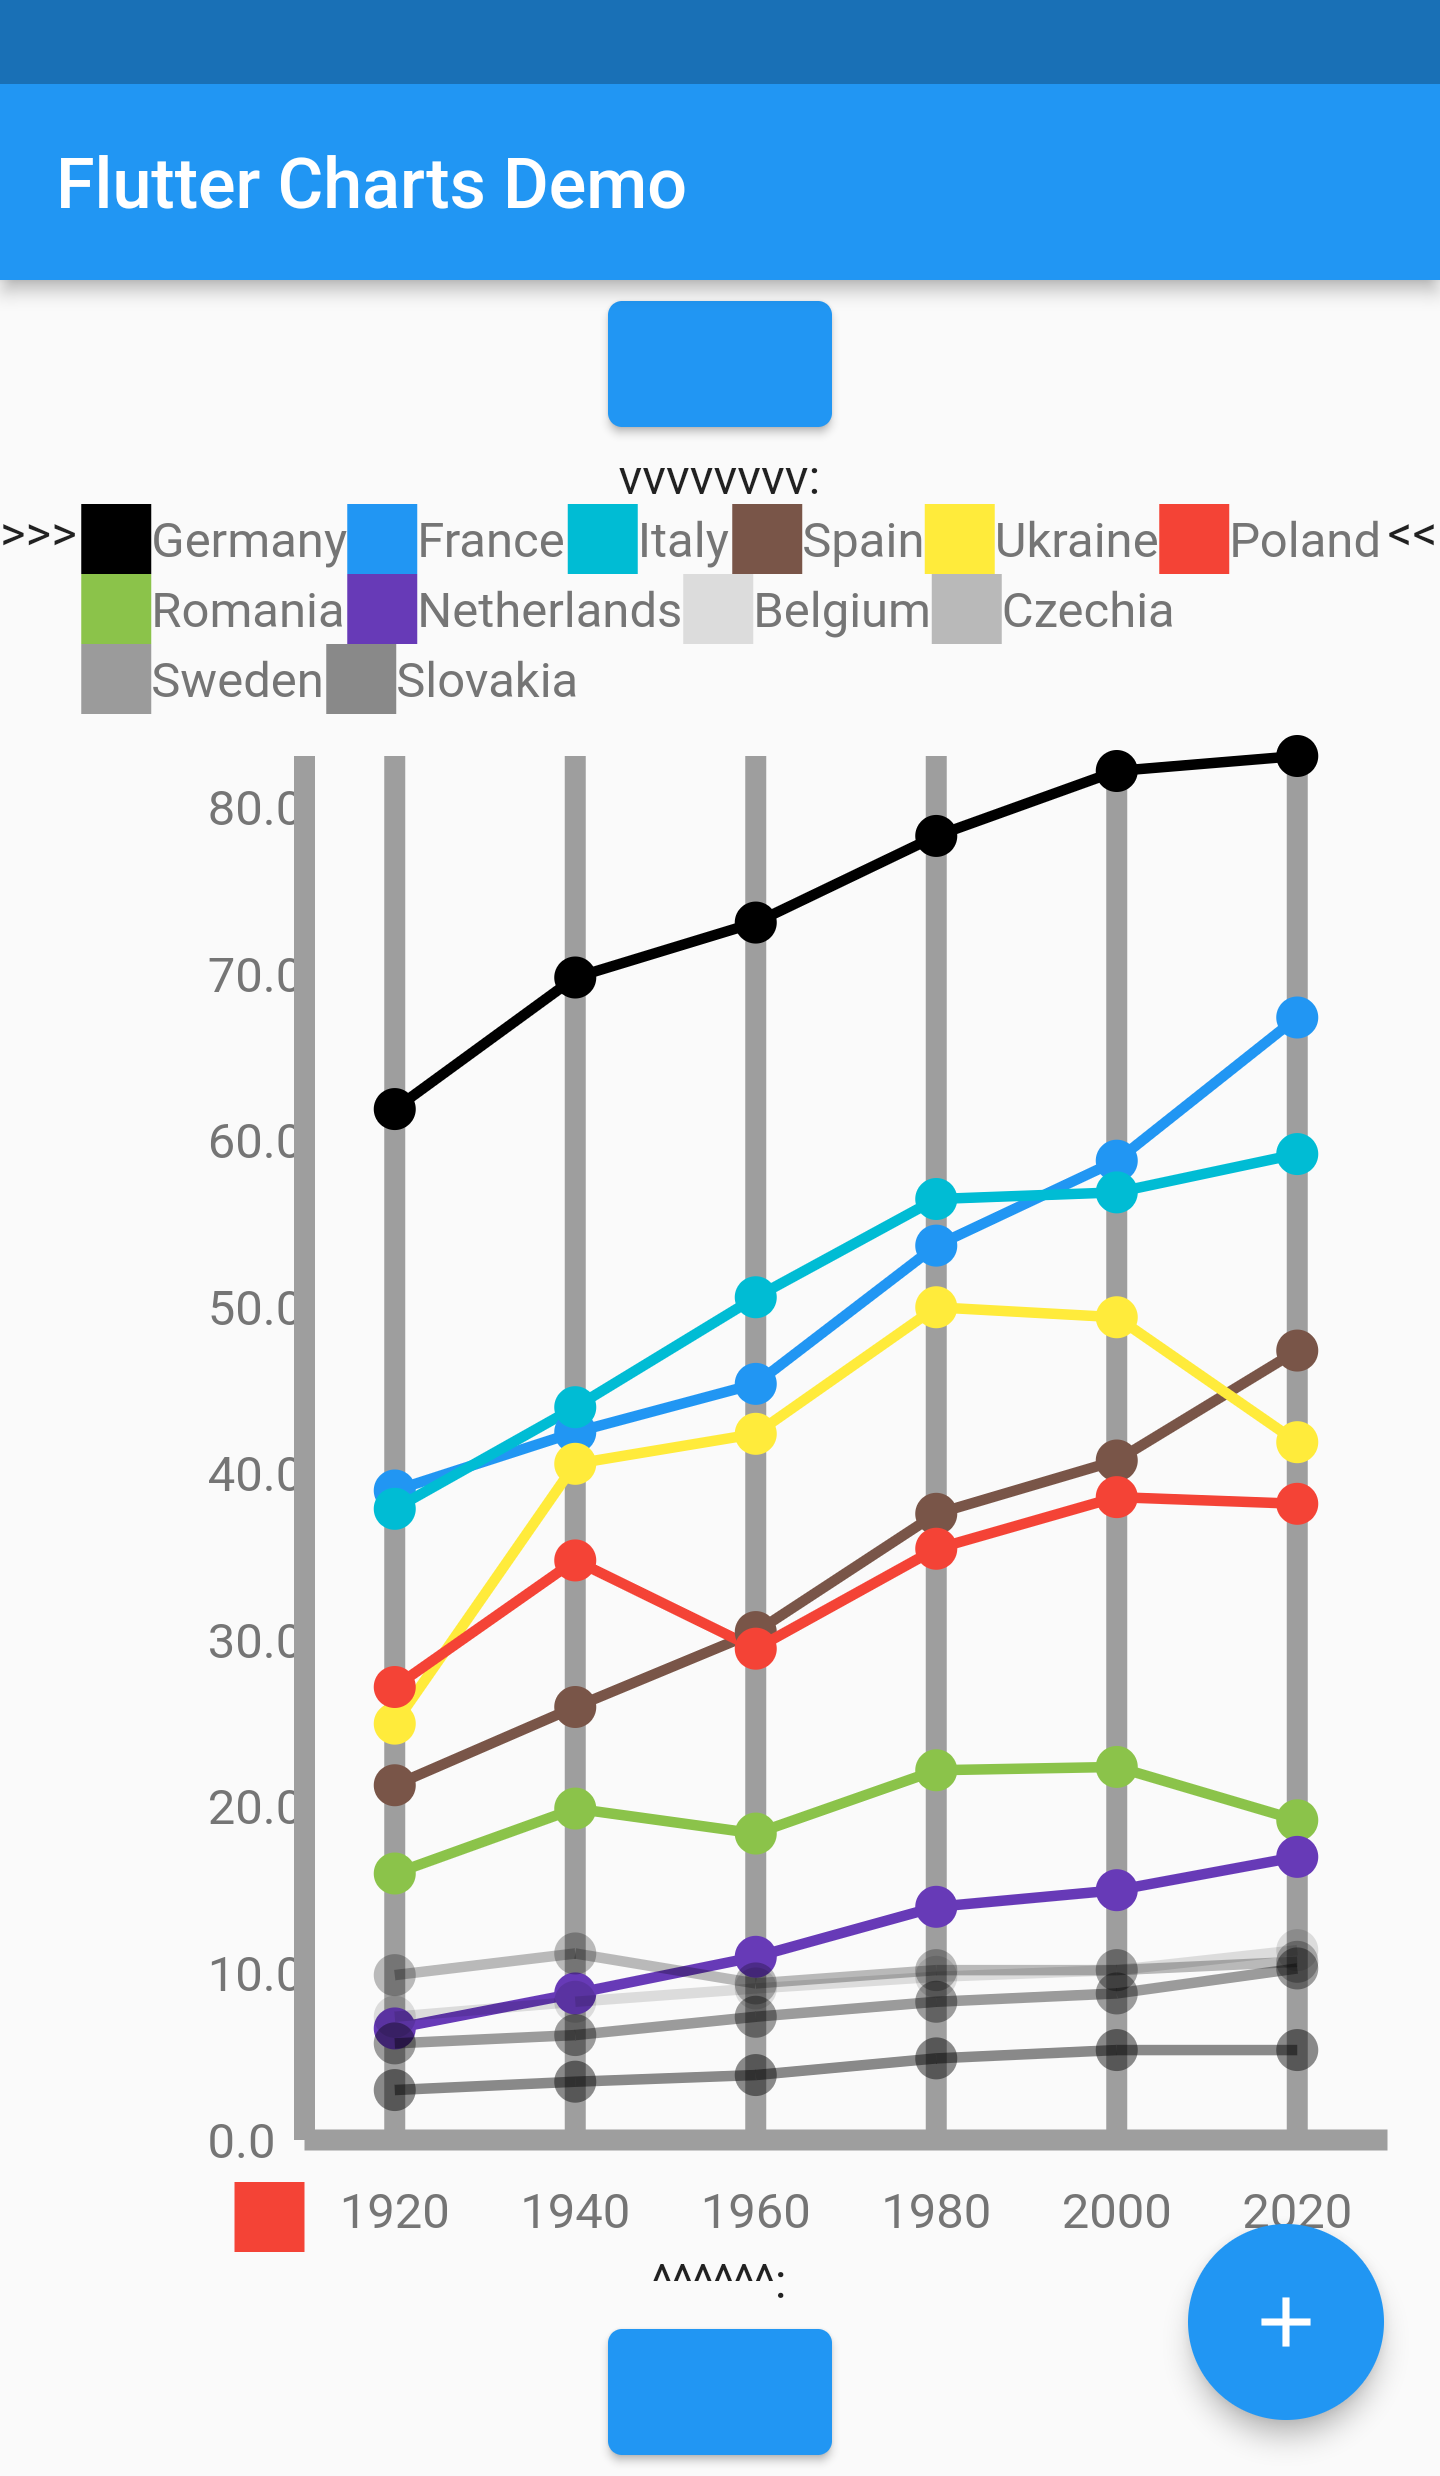 Flutter Charts Demo
vvvvvvvv:
>>> Germany France Italy Spain Ukraine Poland <<
Romania Netherlands Belgium Czechia
Sweden Slovakia
80.0
70.0
60.0
50.0
40.0
30.0
20.0
10.0
0.0
1920 1940 1960 1980 2000 2020
^^^^^^:
+